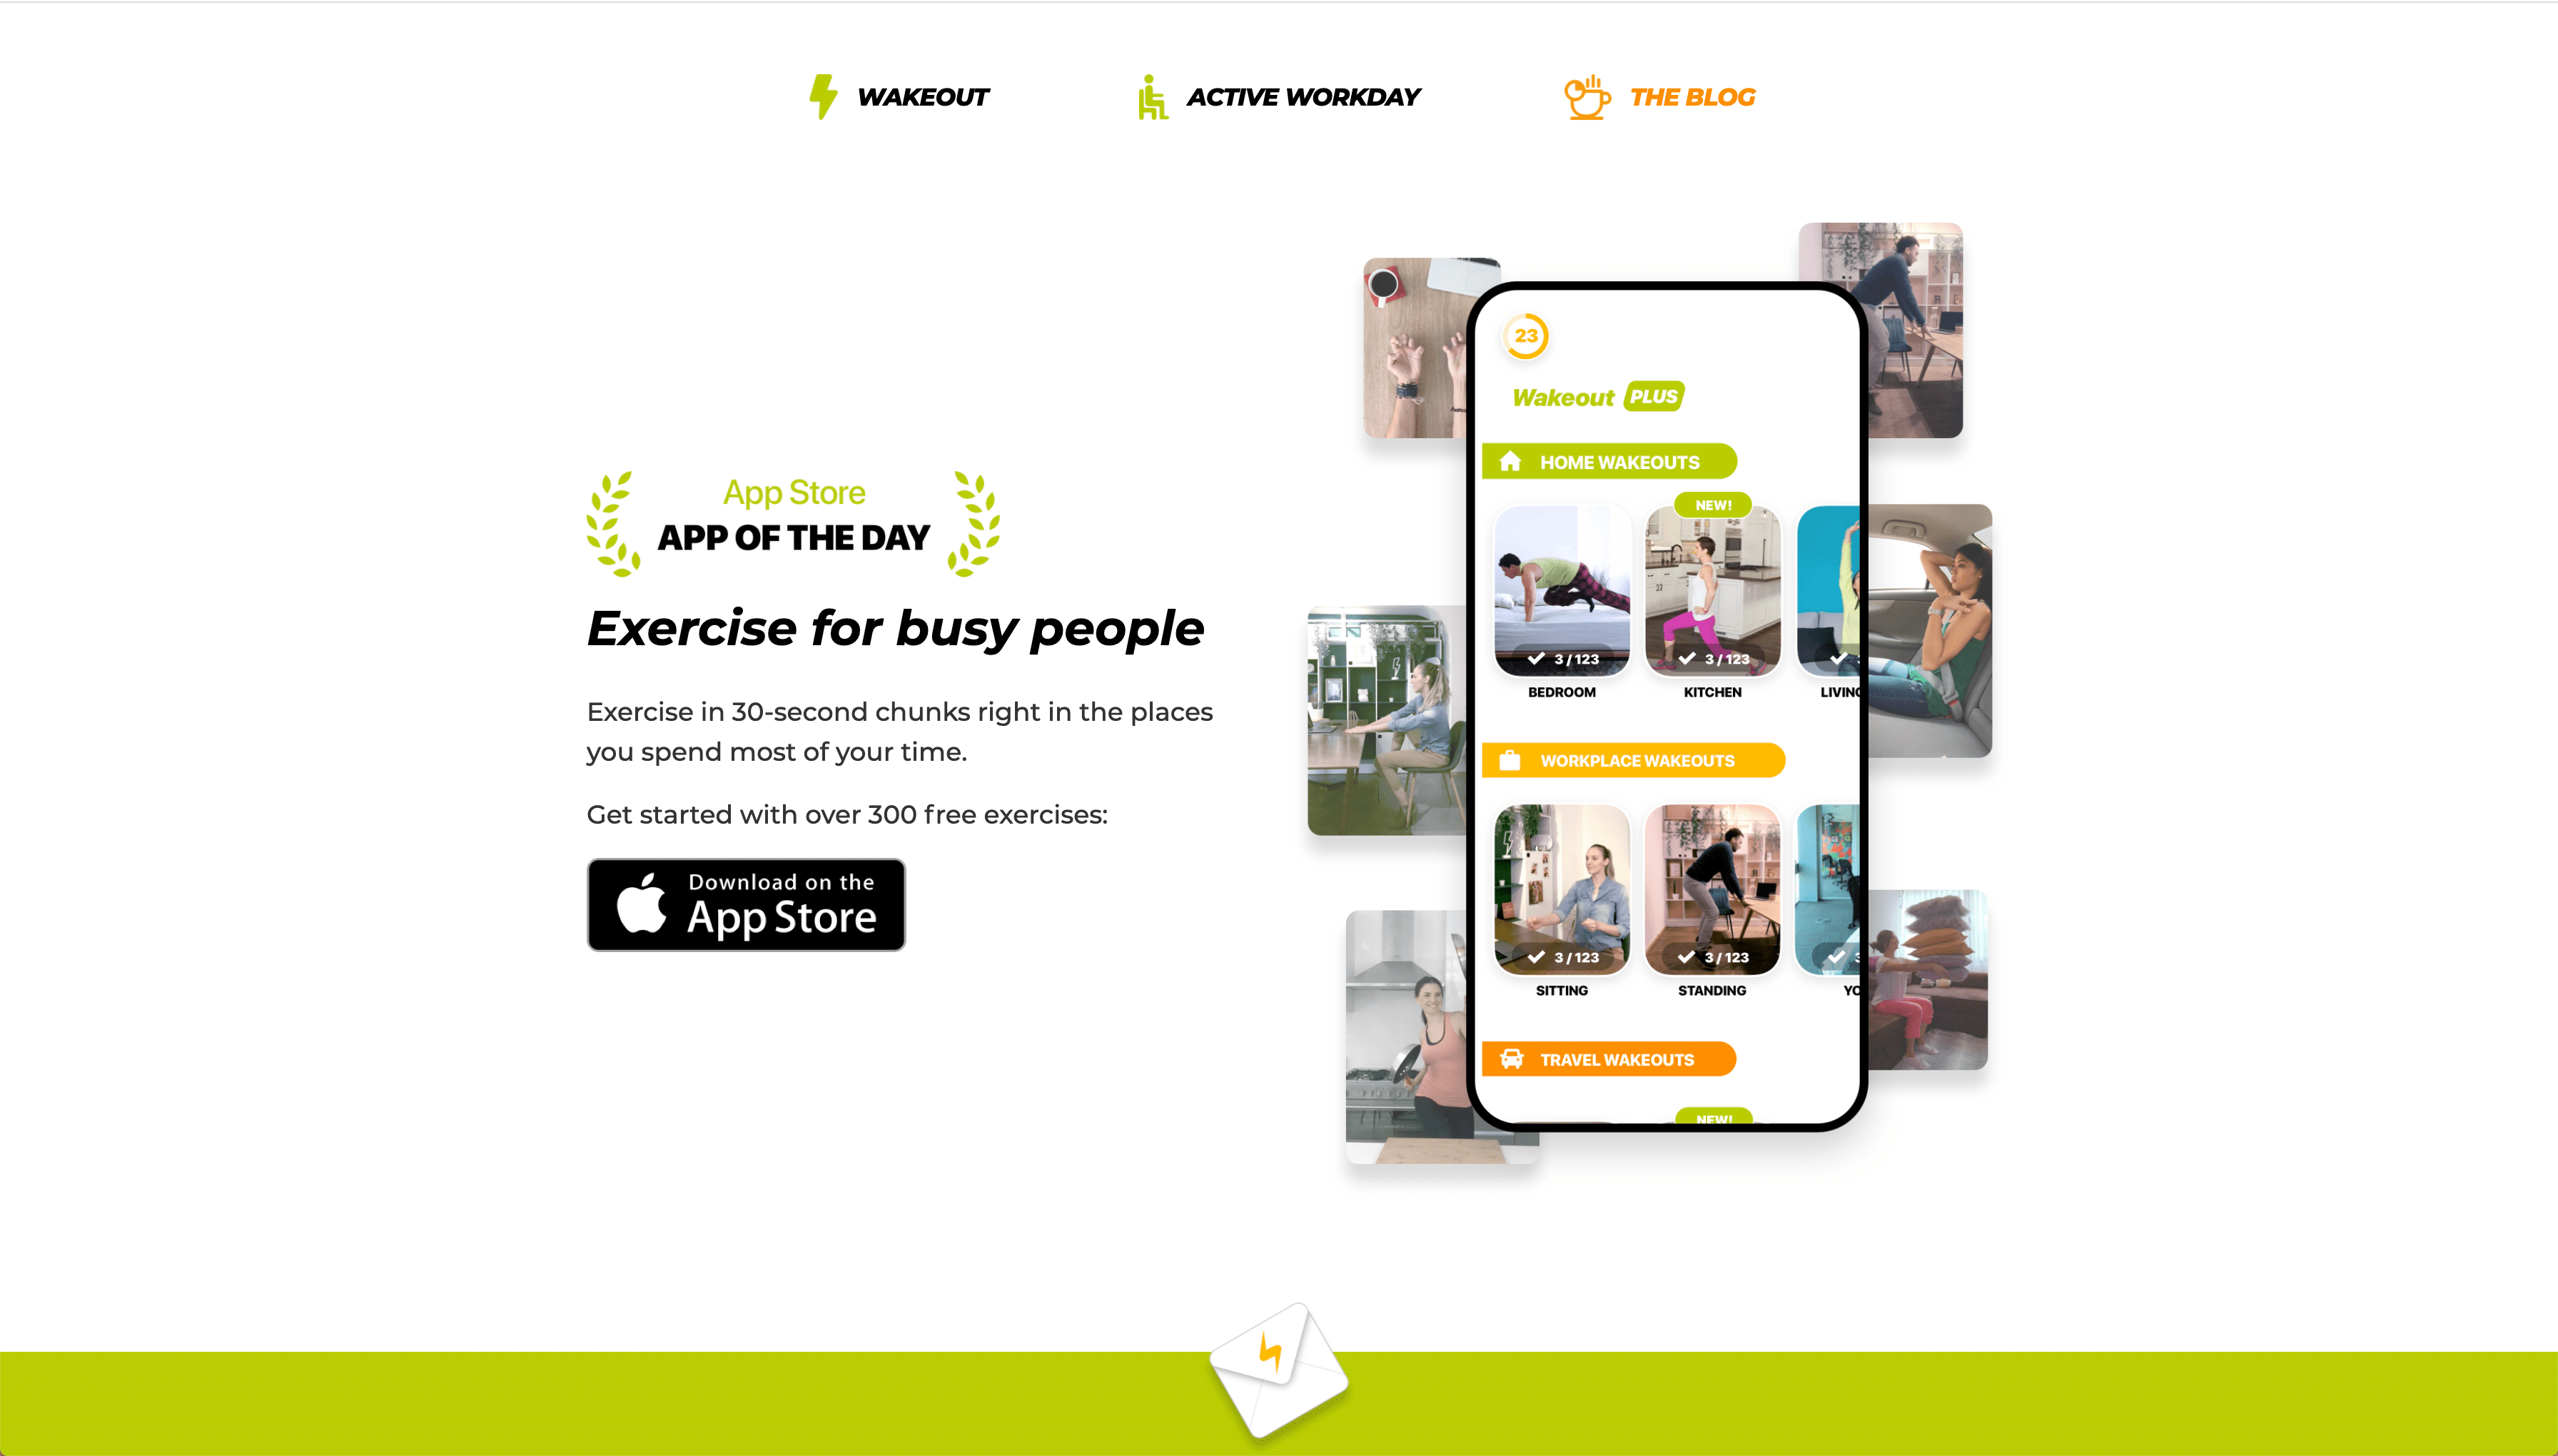 WAKEOUT
ACTIVE WORKDAY
THE BLOG
App Store
APP OF THE DAY
Exercise for busy people
Exercise in 30-second chunks right in the places
you spend most of your time.
Get started with over 300 free exercises:
Download on the
App Store
23
Wakeout PLUS
HOME WAKEOUTS
NEW!
3 / 123
3 / 123
BEDROOM
KITCHEN
LIVING
WORKPLACE WAKEOUTS
3 / 123
3 / 123
SITTING
STANDING
YO
TRAVEL WAKEOUTS
NEW!